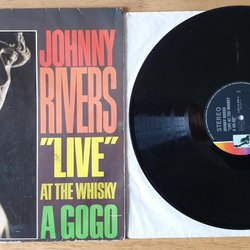 JOHNNY
RIVERS
"LIVE"
AT THE WHISKY
A GOGO
STEREO